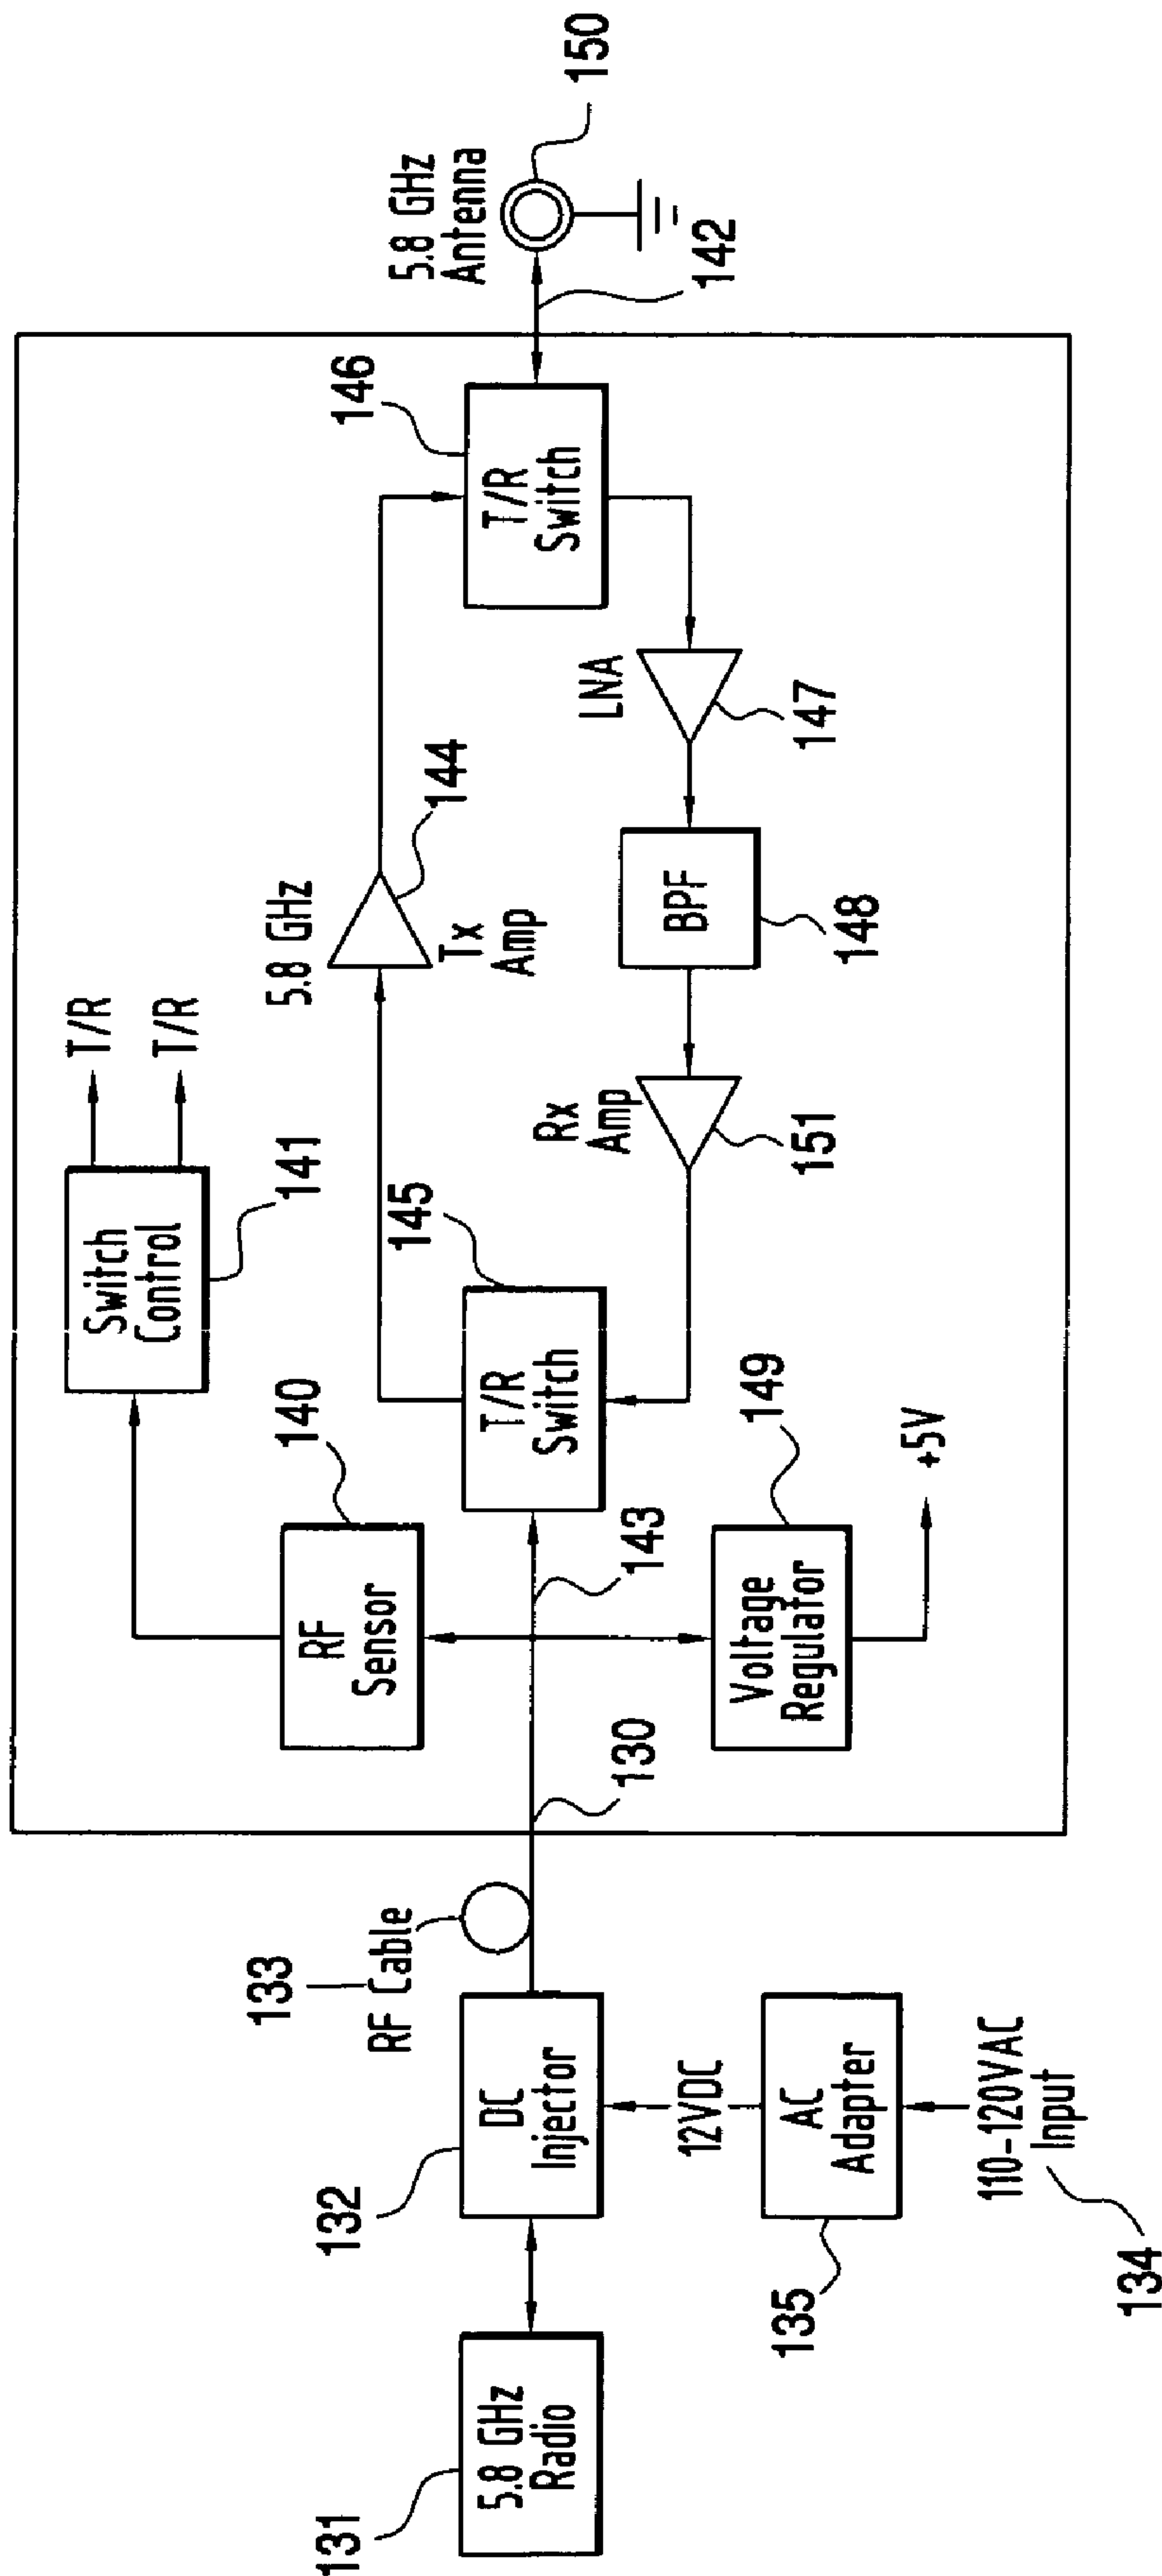 131
5.8 GHz
Radio
132
DC
Injector
133
RF Cable
12VDC
135
AC
Adapter
110-120VAC
Input
134
130
RF
Sensor
140
Switch
Control
141
T/R
T/R
143
Voltage
Regulator
149
+5V
T/R
Switch
145
5.8 GHz
Tx
Amp
144
Rx
Amp
151
BPF
148
LNA
147
T/R
Switch
146
142
5.8 GHz
Antenna
150